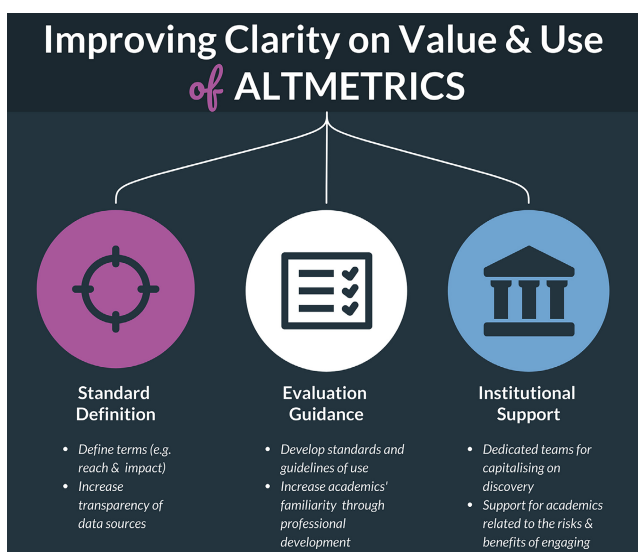 Improving Clarity on Value & Use
of ALTMETRICS
Standard
Definition
• Define terms (e.g.
reach & impact)
• Increase
transparency of
data sources
Evaluation
Guidance
• Develop standards and
guidelines of use
• Increase academics'
familiarity through
professional
development
Institutional
Support
• Dedicated teams for
capitalising on
discovery
• Support for academics
related to the risks &
benefits of engaging